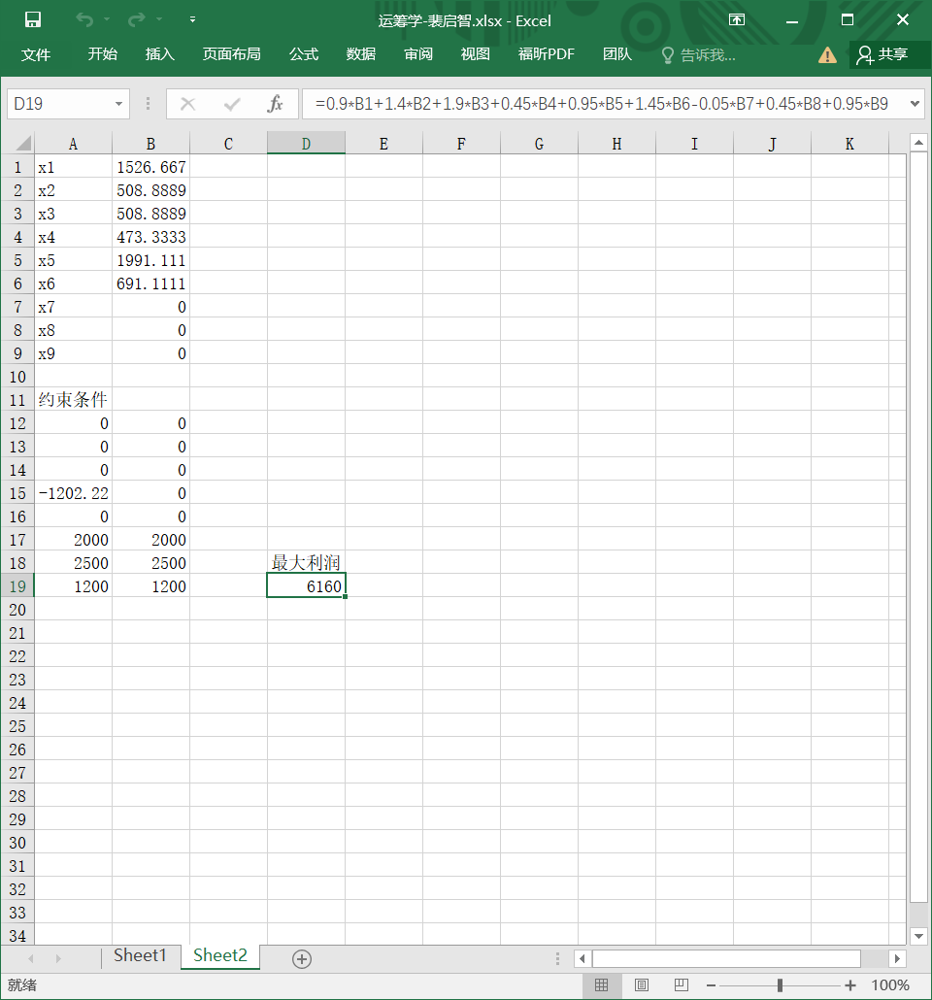 运筹学-裴启智.xlsx - Excel
文件 开始 插入 页面布局 公式 数据 审阅 视图 福昕PDF 团队 告诉我... 共享
D19 fx =0.9*B1+1.4*B2+1.9*B3+0.45*B4+0.95*B5+1.45*B6-0.05*B7+0.45*B8+0.95*B9
A B C D E F G H I J K
1 x1 1526.667
2 x2 508.8889
3 x3 508.8889
4 x4 473.3333
5 x5 1991.111
6 x6 691.1111
7 x7 0
8 x8 0
9 x9 0
10
11 约束条件
12 0 0
13 0 0
14 0 0
15 -1202.22 0
16 0 0
17 2000 2000
18 2500 2500 最大利润
19 1200 1200 6160
20
21
22
23
24
25
26
27
28
29
30
31
32
33
34
Sheet1 Sheet2
就绪 100%